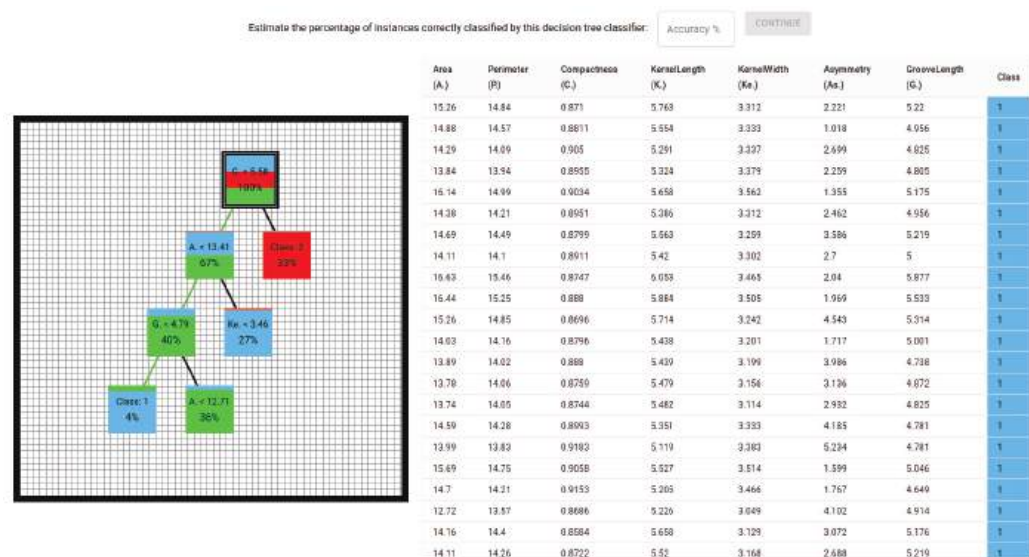 Estimate the percentage of instances correctly classified by this decision tree classifier:
Accuracy %
CONTINUE
Area (A.) Perimeter (P.) Compactness (C.) KernelLength (K.) KernelWidth (Ke.) Asymmetry (As.) GrooveLength (G.) Class
15.26 14.84 0.871 5.763 3.312 2.221 5.22 1
14.88 14.57 0.8811 5.554 3.333 1.018 4.956 1
14.29 14.09 0.905 5.291 3.337 2.699 4.825 1
13.84 13.94 0.8955 5.324 3.379 2.259 4.805 1
16.14 14.99 0.9034 5.658 3.562 1.355 5.175 1
14.38 14.21 0.8951 5.386 3.312 2.462 4.956 1
14.69 14.49 0.8799 5.563 3.259 3.586 5.219 1
14.11 14.1 0.8911 5.42 3.302 2.7 5 1
16.63 15.46 0.8747 6.053 3.465 2.04 5.877 1
16.44 15.25 0.888 5.884 3.505 1.969 5.533 1
15.26 14.85 0.8696 5.714 3.242 4.543 5.314 1
14.03 14.16 0.8796 5.438 3.201 1.717 5.001 1
13.89 14.02 0.888 5.439 3.199 3.986 4.738 1
13.78 14.06 0.8759 5.479 3.156 3.136 4.872 1
13.74 14.05 0.8744 5.482 3.114 2.932 4.825 1
14.59 14.28 0.8993 5.351 3.333 4.185 4.781 1
13.99 13.83 0.9183 5.119 3.383 5.234 4.781 1
15.69 14.75 0.9058 5.527 3.514 1.599 5.046 1
14.7 14.21 0.9153 5.205 3.466 1.767 4.649 1
12.72 13.57 0.8686 5.226 3.049 4.102 4.914 1
14.16 14.4 0.8584 5.658 3.129 3.072 5.176 1
14.11 14.26 0.8722 5.52 3.168 2.688 5.219 1
G. < 5.58
100%
A. < 13.41
67%
Class: 2
33%
G. < 4.79
40%
Ke. < 3.46
27%
Class: 1
4%
A. < 12.71
36%